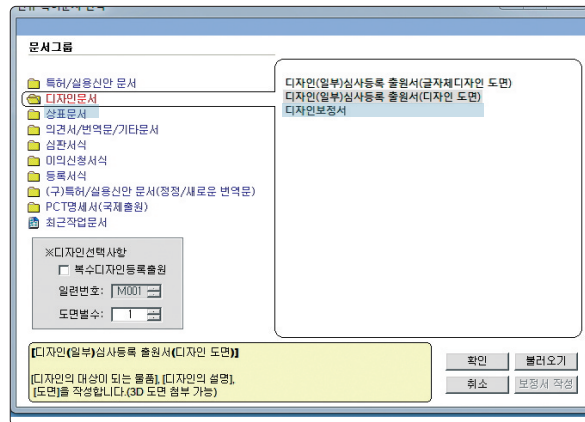 문서그룹
특허/실용신안 문서
디자인문서
상표문서
의견서/번역문/기타문서
심판서식
이의신청서식
등록서식
(구)특허/실용신안 문서(정정/새로운 번역문)
PCT명세서(국제출원)
최근작업문서
디자인(일부)심사등록 출원서(글자체디자인 도면)
디자인(일부)심사등록 출원서(디자인 도면)
디자인보정서
※디자인선택사항
복수디자인등록출원
일련번호: M001
도면별수: 1
[디자인(일부)심사등록 출원서(디자인 도면)]
[디자인의 대상이 되는 물품], [디자인의 설명],
[도면]을 작성합니다.(3D 도면 첨부 가능)
확인 불러오기
취소 보정서 작성